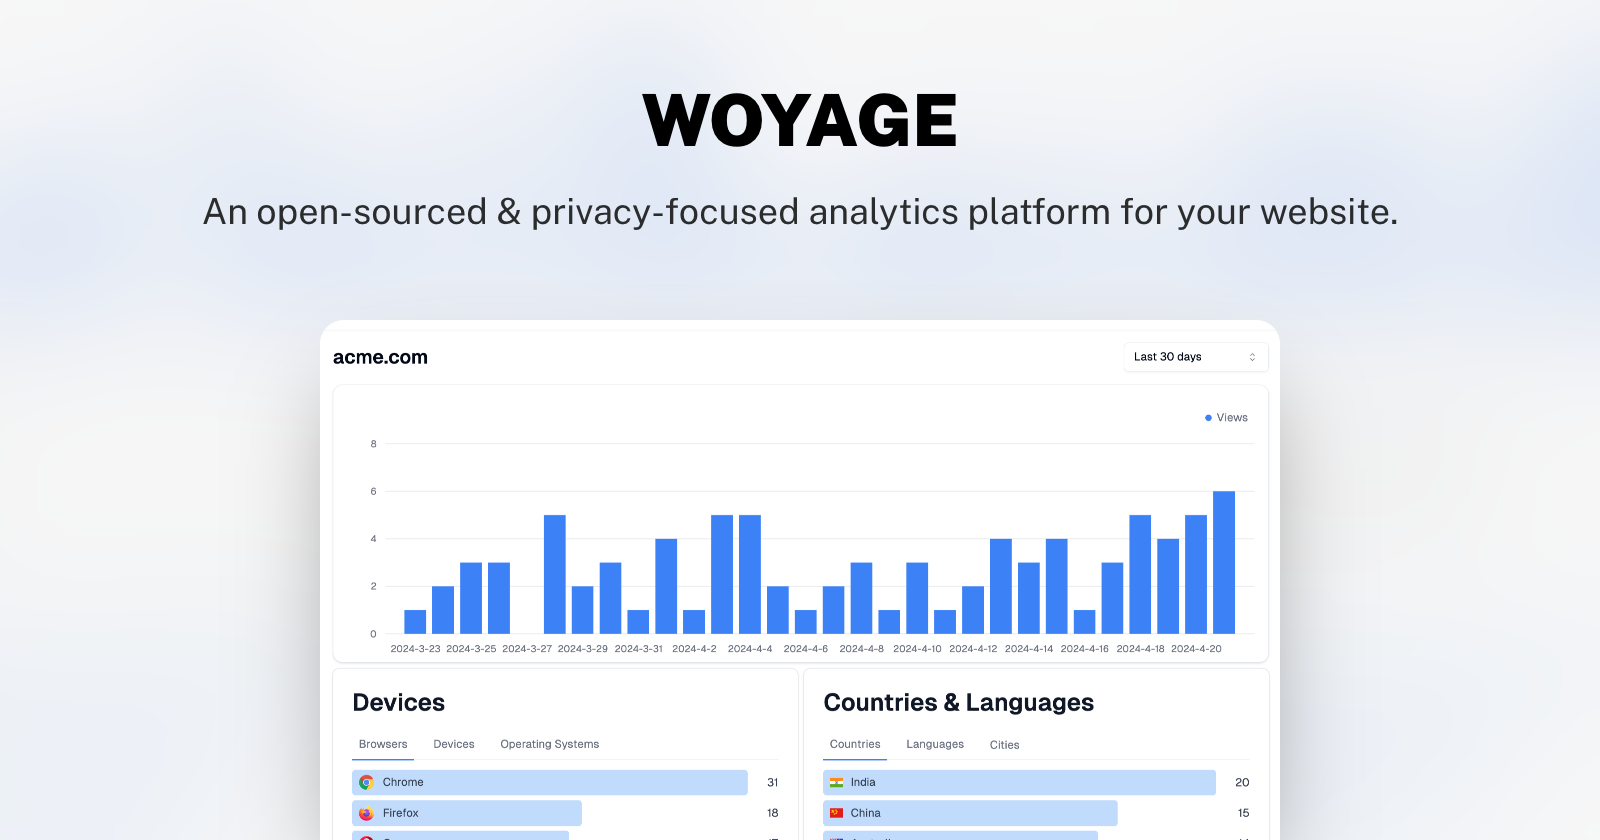 WOYAGE
An open-sourced & privacy-focused analytics platform for your website.
acme.com
Last 30 days
Views
8
6
4
2
0
2024-3-23 2024-3-25 2024-3-27 2024-3-29 2024-3-31 2024-4-2 2024-4-4 2024-4-6 2024-4-8 2024-4-10 2024-4-12 2024-4-14 2024-4-16 2024-4-18 2024-4-20
Devices
Browsers Devices Operating Systems
Chrome 31
Firefox 18
Countries & Languages
Countries Languages Cities
India 20
China 15